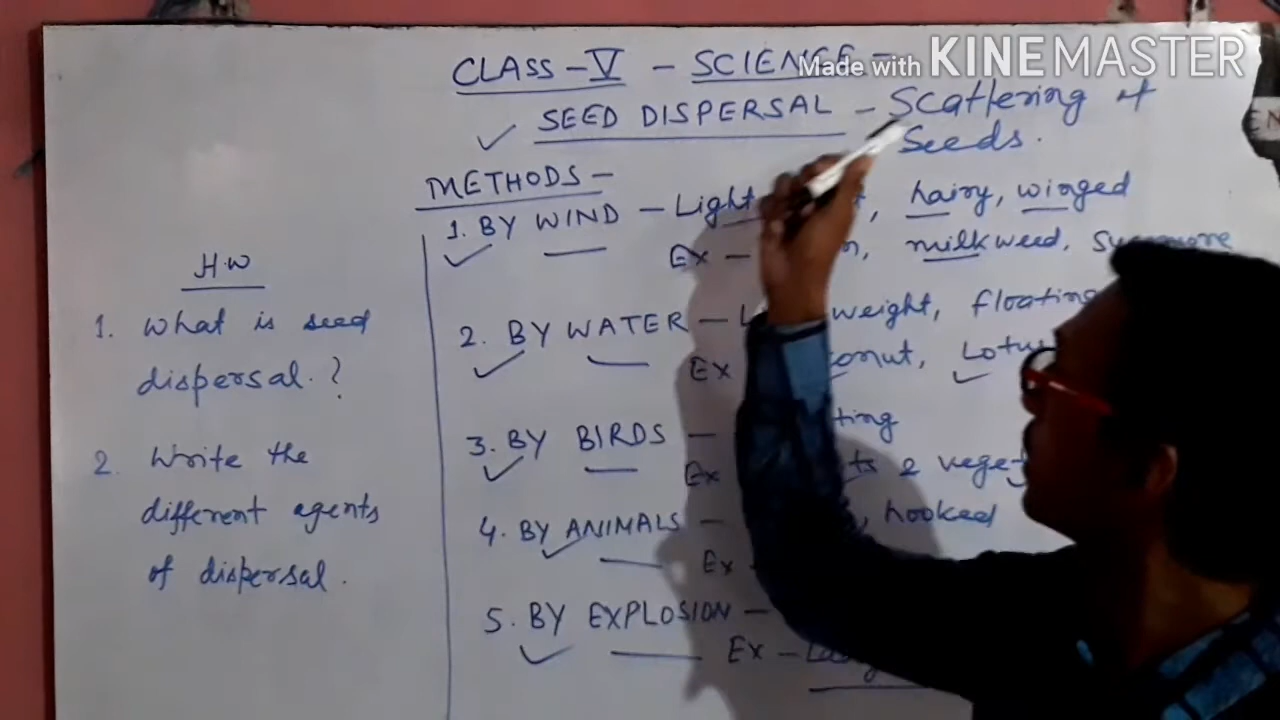 CLASS - V - SCIENCE -
Made with KINEMASTER
✓ SEED DISPERSAL - Scattering of
Seeds.
METHODS -
1. BY WIND - Light, hairy, winged
Ex - milkweed,
2. BY WATER - weight, floating
Ex Lotus
3. BY BIRDS -
Ex & 
4. BY ANIMALS - , hooked
Ex -
5. BY EXPLOSION -
Ex -
H.W
1. What is seed
dispersal. ?
2. Write the
different agents
of dispersal.